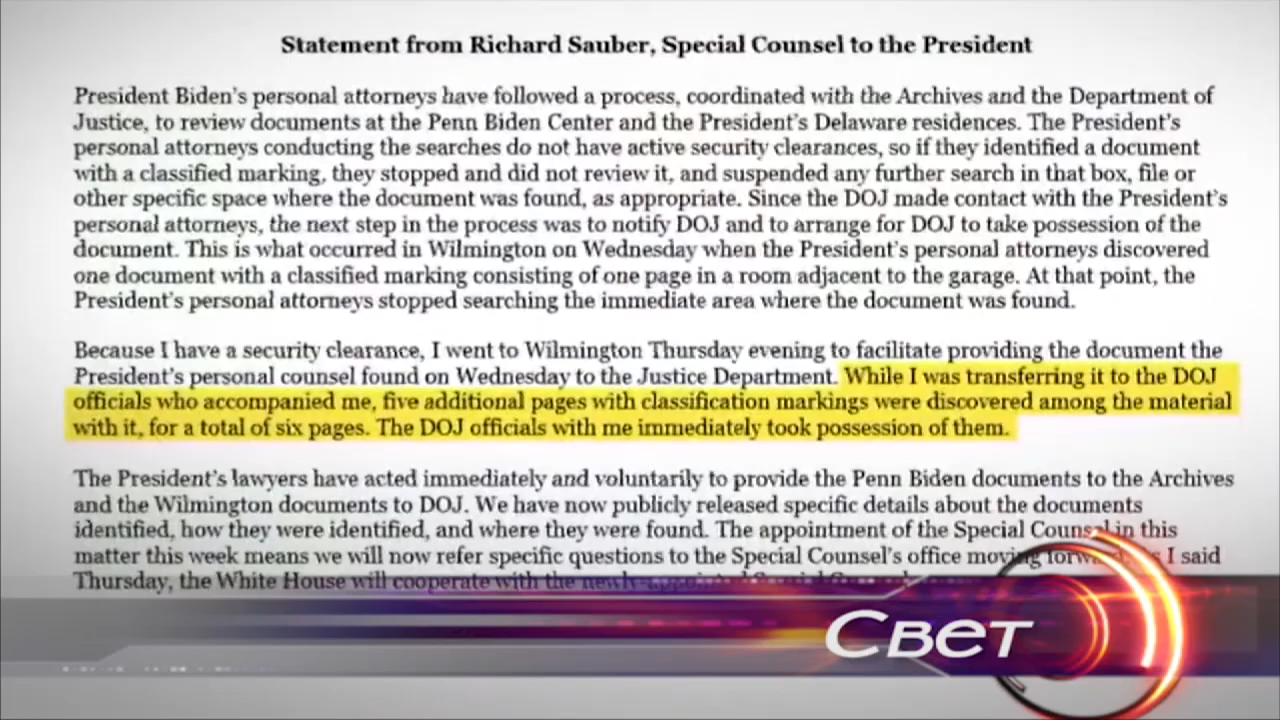 Statement from Richard Sauber, Special Counsel to the President
President Biden's personal attorneys have followed a process, coordinated with the Archives and the Department of
Justice, to review documents at the Penn Biden Center and the President's Delaware residences. The President's
personal attorneys conducting the searches do not have active security clearances, so if they identified a document
with a classified marking, they stopped and did not review it, and suspended any further search in that box, file or
other specific space where the document was found, as appropriate. Since the DOJ made contact with the President's
personal attorneys, the next step in the process was to notify DOJ and to arrange for DOJ to take possession of the
document. This is what occurred in Wilmington on Wednesday when the President's personal attorneys discovered
one document with a classified marking consisting of one page in a room adjacent to the garage. At that point, the
President's personal attorneys stopped searching the immediate area where the document was found.
Because I have a security clearance, I went to Wilmington Thursday evening to facilitate providing the document the
President's personal counsel found on Wednesday to the Justice Department. While I was transferring it to the DOJ
officials who accompanied me, five additional pages with classification markings were discovered among the material
with it, for a total of six pages. The DOJ officials with me immediately took possession of them.
The President's lawyers have acted immediately and voluntarily to provide the Penn Biden documents to the Archives
and the Wilmington documents to DOJ. We have now publicly released specific details about the documents
identified, how they were identified, and where they were found. The appointment of the Special Counsel in this
matter this week means we will now refer specific questions to the Special Counsel's office moving I said
Thursday, the White House will cooperate with the
Свет